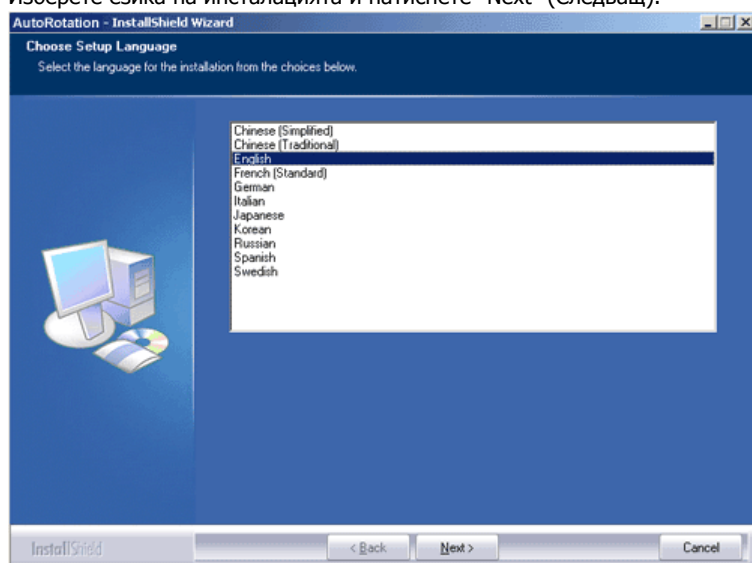 Изберете езика на инсталацията и натиснете "Next" (Следващ).
AutoRotation - InstallShield Wizard
Choose Setup Language
Select the language for the installation from the choices below.
Chinese (Simplified)
Chinese (Traditional)
English
French (Standard)
German
Italian
Japanese
Korean
Russian
Spanish
Swedish
InstallShield
< Back
Next >
Cancel